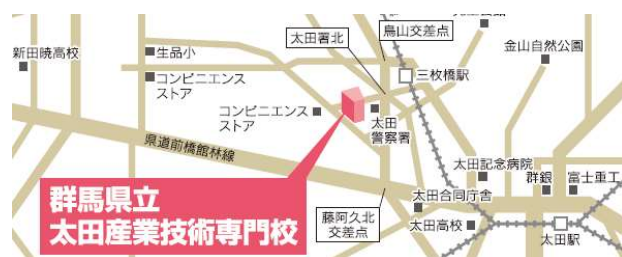 鳥山交差点
太田署北
新田暁高校
生品小
金山自然公園
三枚橋駅
コンビニエンス
ストア
コンビニエンス
ストア
太田
警察署
県道前橋館林線
太田記念病院
群銀
富士重工
群馬県立
太田産業技術専門校
太田合同庁舎
藤阿久北
交差点
太田高校
太田駅